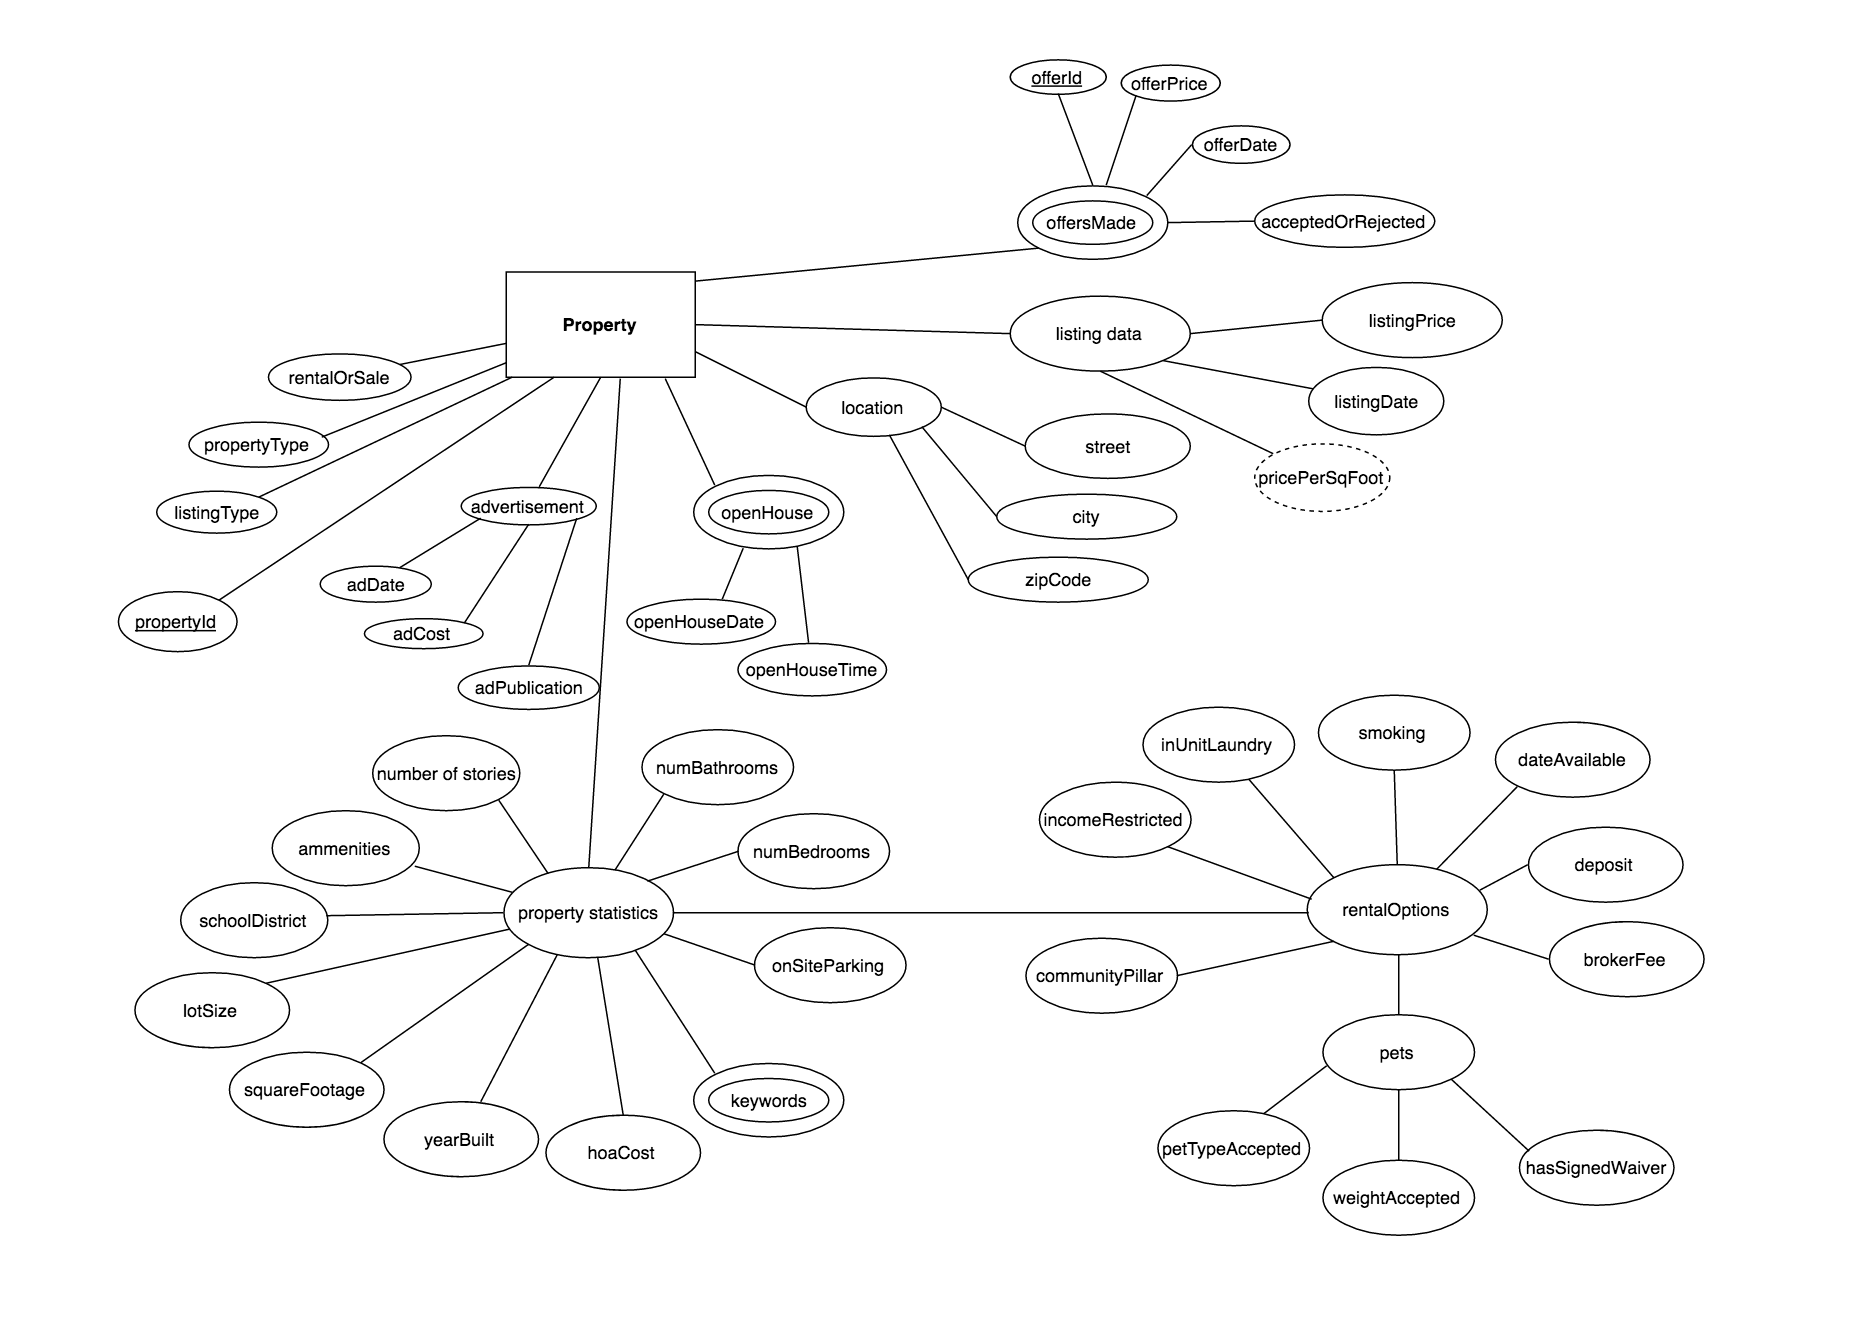 offerId
offerPrice
offerDate
offersMade
acceptedOrRejected
Property
listing data
listingPrice
rentalOrSale
location
listingDate
propertyType
street
pricePerSqFoot
listingType
advertisement
openHouse
city
adDate
zipCode
propertyId
adCost
openHouseDate
openHouseTime
adPublication
number of stories
numBathrooms
inUnitLaundry
smoking
dateAvailable
ammenities
numBedrooms
incomeRestricted
deposit
schoolDistrict
property statistics
rentalOptions
onSiteParking
communityPillar
brokerFee
lotSize
pets
squareFootage
keywords
yearBuilt
hoaCost
petTypeAccepted
weightAccepted
hasSignedWaiver